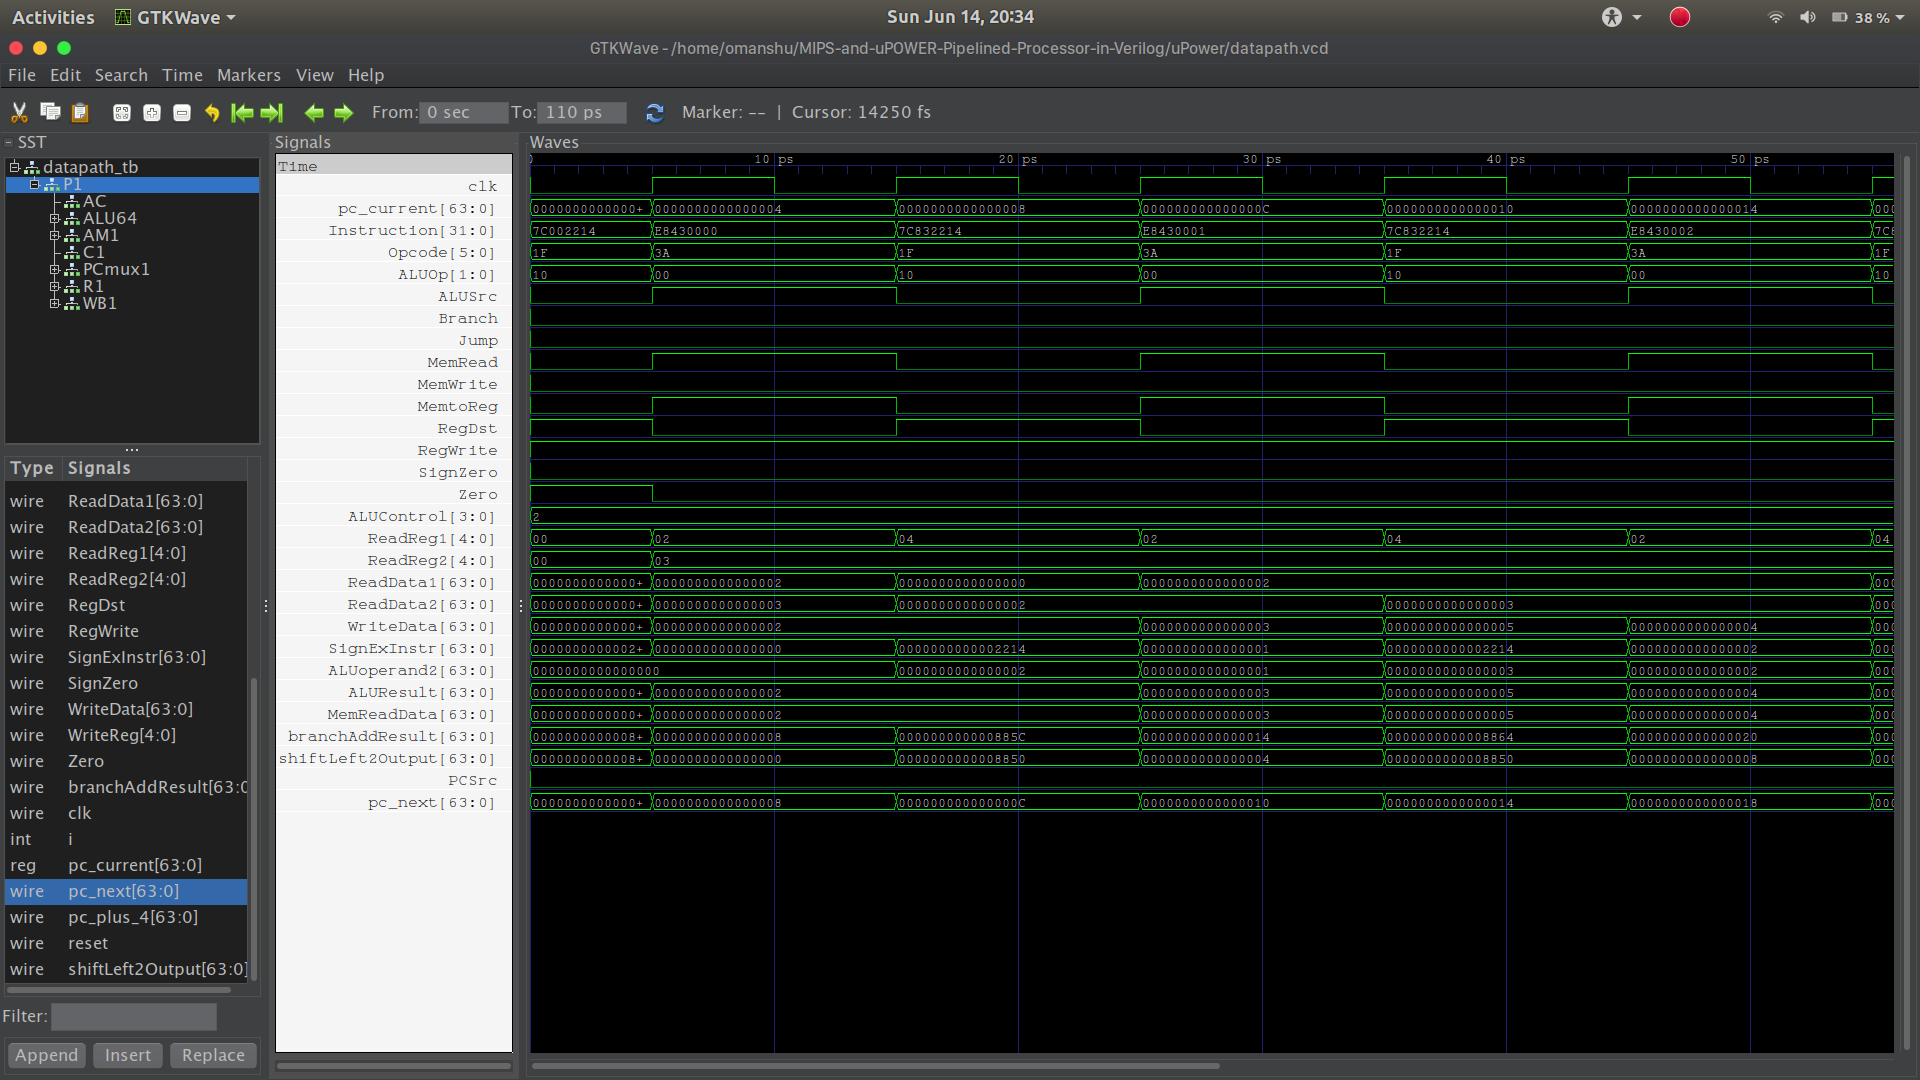 Activities GTKWave Sun Jun 14, 20:34 38 %
GTKWave - /home/omanshu/MIPS-and-uPOWER-Pipelined-Processor-in-Verilog/uPower/datapath.vcd
File Edit Search Time Markers View Help
From: 0 sec To: 110 ps Marker: -- | Cursor: 14250 fs
SST
datapath_tb
P1
AC
ALU64
AM1
C1
PCmux1
R1
WB1
Type Signals
wire ReadData1[63:0]
wire ReadData2[63:0]
wire ReadReg1[4:0]
wire ReadReg2[4:0]
wire RegDst
wire RegWrite
wire SignExInstr[63:0]
wire SignZero
wire WriteData[63:0]
wire WriteReg[4:0]
wire Zero
wire branchAddResult[63:0
wire clk
int i
reg pc_current[63:0]
wire pc_next[63:0]
wire pc_plus_4[63:0]
wire reset
wire shiftLeft2Output[63:0]
Filter:
Append Insert Replace
Signals
Waves
Time 0 10 ps 20 ps 30 ps 40 ps 50 ps
clk
pc_current[63:0] 0000000000000+ 0000000000000004 0000000000000008 000000000000000C 0000000000000010 0000000000000014 000
Instruction[31:0] 7C002214 E8430000 7C832214 E8430001 7C832214 E8430002 7C8
Opcode[5:0] 1F 3A 1F 3A 1F 3A 1F
ALUOp[1:0] 10 00 10 00 10 00 10
ALUSrc
Branch
Jump
MemRead
MemWrite
MemtoReg
RegDst
RegWrite
SignZero
Zero
ALUControl[3:0] 2
ReadReg1[4:0] 00 02 04 02 04 02 04
ReadReg2[4:0] 00 03
ReadData1[63:0] 0000000000000+ 0000000000000002 0000000000000000 0000000000000002 000
ReadData2[63:0] 0000000000000+ 0000000000000003 0000000000000002 0000000000000003 000
WriteData[63:0] 0000000000000+ 0000000000000002 0000000000000003 0000000000000005 0000000000000004 000
SignExInstr[63:0] 0000000000002+ 0000000000000000 0000000000002214 0000000000000001 0000000000002214 0000000000000002 000
ALUoperand2[63:0] 0000000000000000 0000000000000002 0000000000000001 0000000000000003 0000000000000002 000
ALUResult[63:0] 0000000000000+ 0000000000000002 0000000000000003 0000000000000005 0000000000000004 000
MemReadData[63:0] 0000000000000+ 0000000000000002 0000000000000003 0000000000000005 0000000000000004 000
branchAddResult[63:0] 0000000000008+ 0000000000000008 000000000000885C 0000000000000014 0000000000008864 0000000000000020 000
shiftLeft2Output[63:0] 0000000000008+ 0000000000000000 0000000000008850 0000000000000004 0000000000008850 0000000000000008 000
PCSrc
pc_next[63:0] 0000000000000+ 0000000000000008 000000000000000C 0000000000000010 0000000000000014 0000000000000018 000